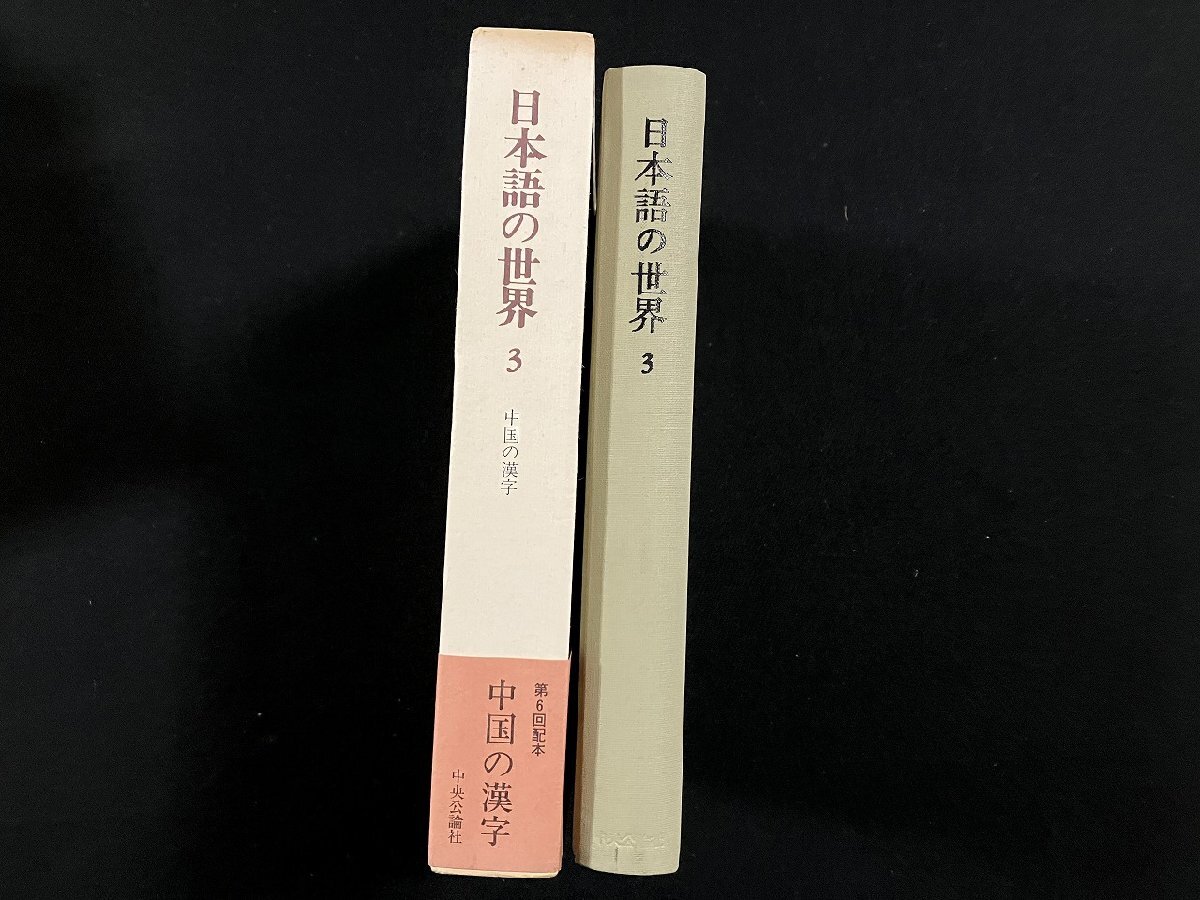 日本語の世界 3
中国の漢字
第6回配本
中国の漢字
中央公論社
日本語の世界 3